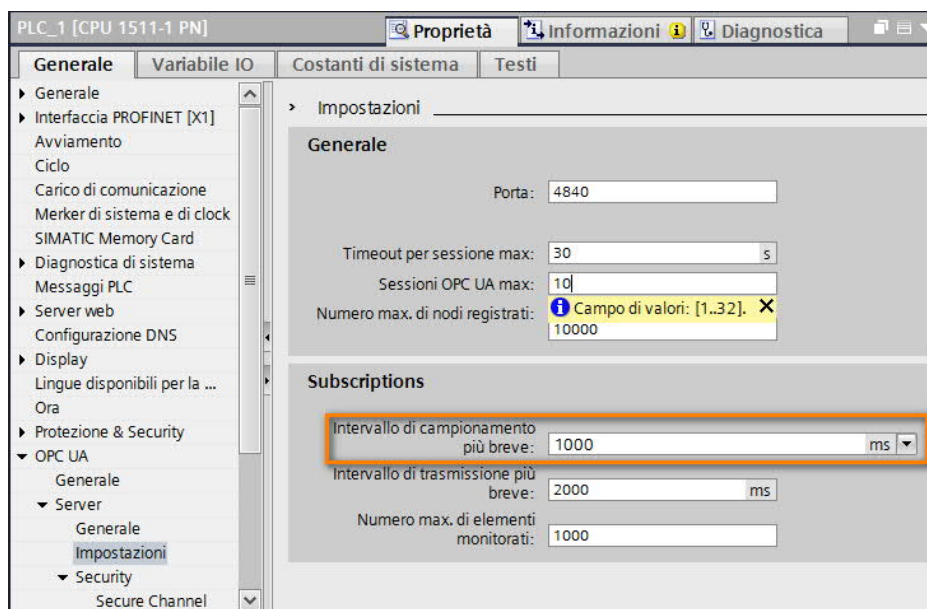 PLC_1 [CPU 1511-1 PN]
Proprietà
Informazioni
Diagnostica
Generale
Variabile IO
Costanti di sistema
Testi
Generale
Interfaccia PROFINET [X1]
Avviamento
Ciclo
Carico di comunicazione
Merker di sistema e di clock
SIMATIC Memory Card
Diagnostica di sistema
Messaggi PLC
Server web
Configurazione DNS
Display
Lingue disponibili per la ...
Ora
Protezione & Security
OPC UA
Generale
Server
Generale
Impostazioni
Security
Secure Channel
Impostazioni
Generale
Porta: 4840
Timeout per sessione max: 30 s
Sessioni OPC UA max: 10
Campo di valori: [1..32].
Numero max. di nodi registrati: 10000
Subscriptions
Intervallo di campionamento
più breve: 1000 ms
Intervallo di trasmissione più
breve: 2000 ms
Numero max. di elementi
monitorati: 1000